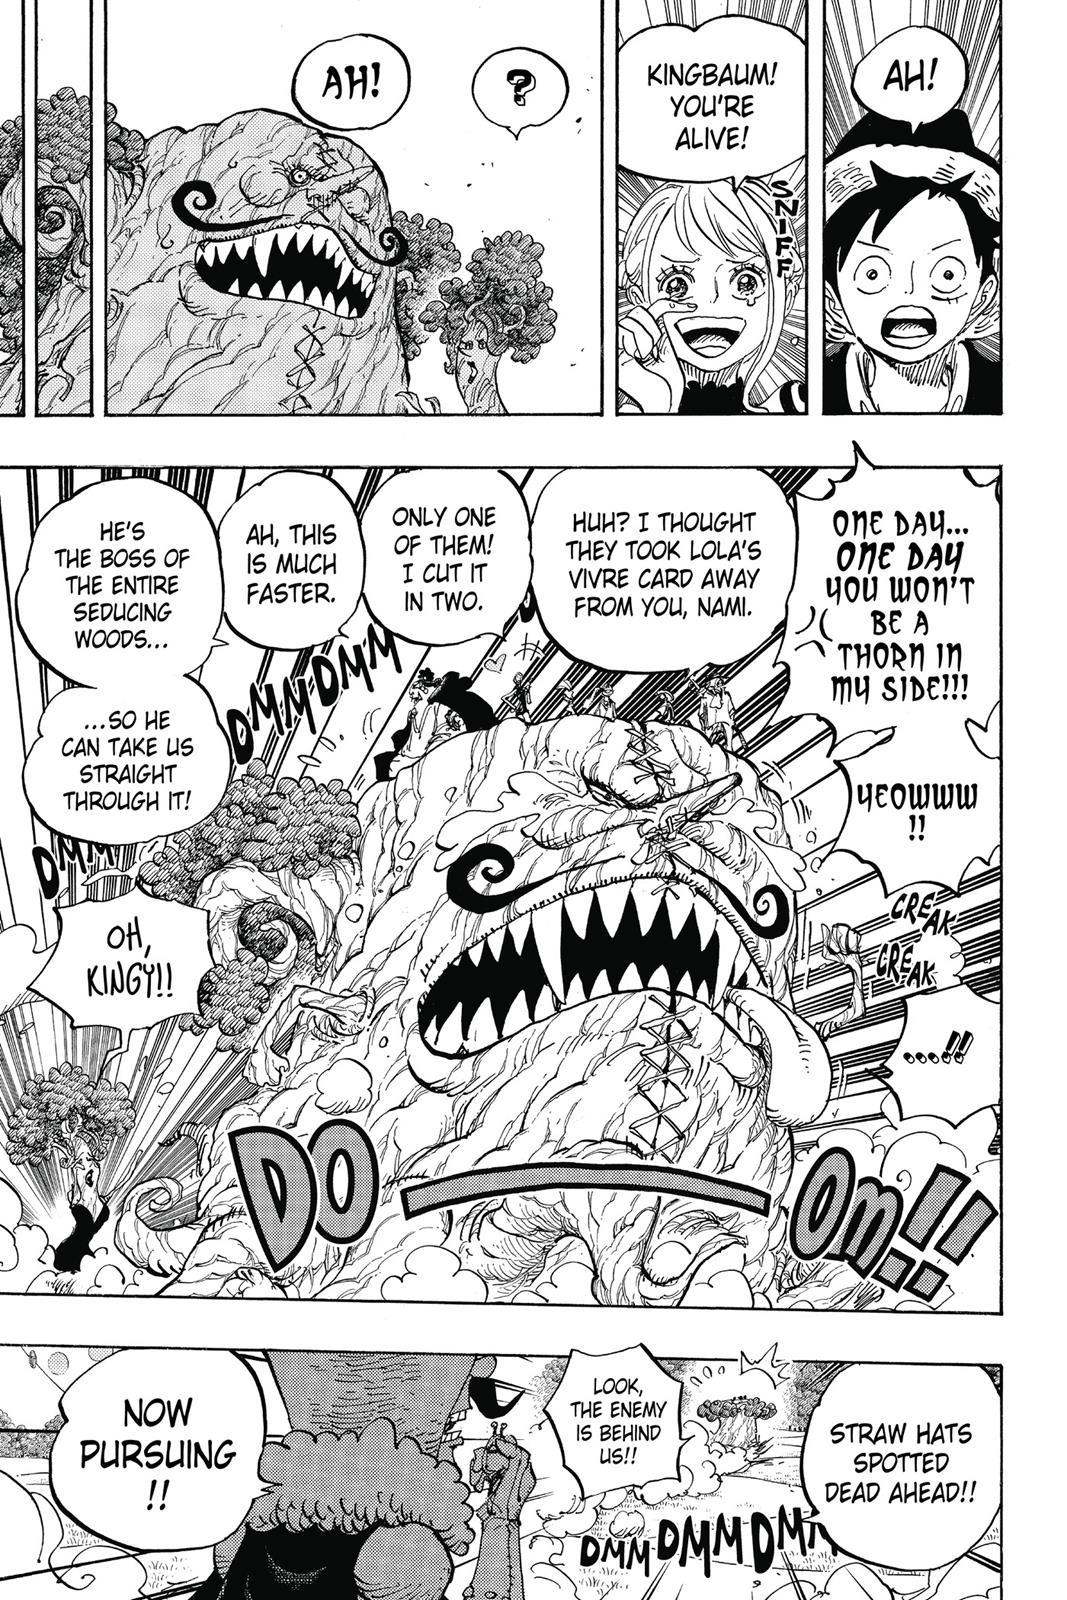 AH!
KINGBAUM!
YOU'RE
ALIVE!
SNIFF
?
AH!
ONE DAY...
ONE DAY
YOU WON'T
BE A
THORN IN
MY SIDE!!!
YEOWWW
!!
HUH? I THOUGHT
THEY TOOK LOLA'S
VIVRE CARD AWAY
FROM YOU, NAMI.
ONLY ONE
OF THEM!
I CUT IT
IN TWO.
AH, THIS
IS MUCH
FASTER.
HE'S
THE BOSS OF
THE ENTIRE
SEDUCING
WOODS...
...SO HE
CAN TAKE US
STRAIGHT
THROUGH IT!
DMMDMM
DMM
CREAK
CREAK
...!!
OH,
KINGY!!
DO—OM!!
STRAW HATS
SPOTTED
DEAD AHEAD!!
LOOK,
THE ENEMY
IS BEHIND
US!!
DMMDMMDMM
NOW
PURSUING
!!